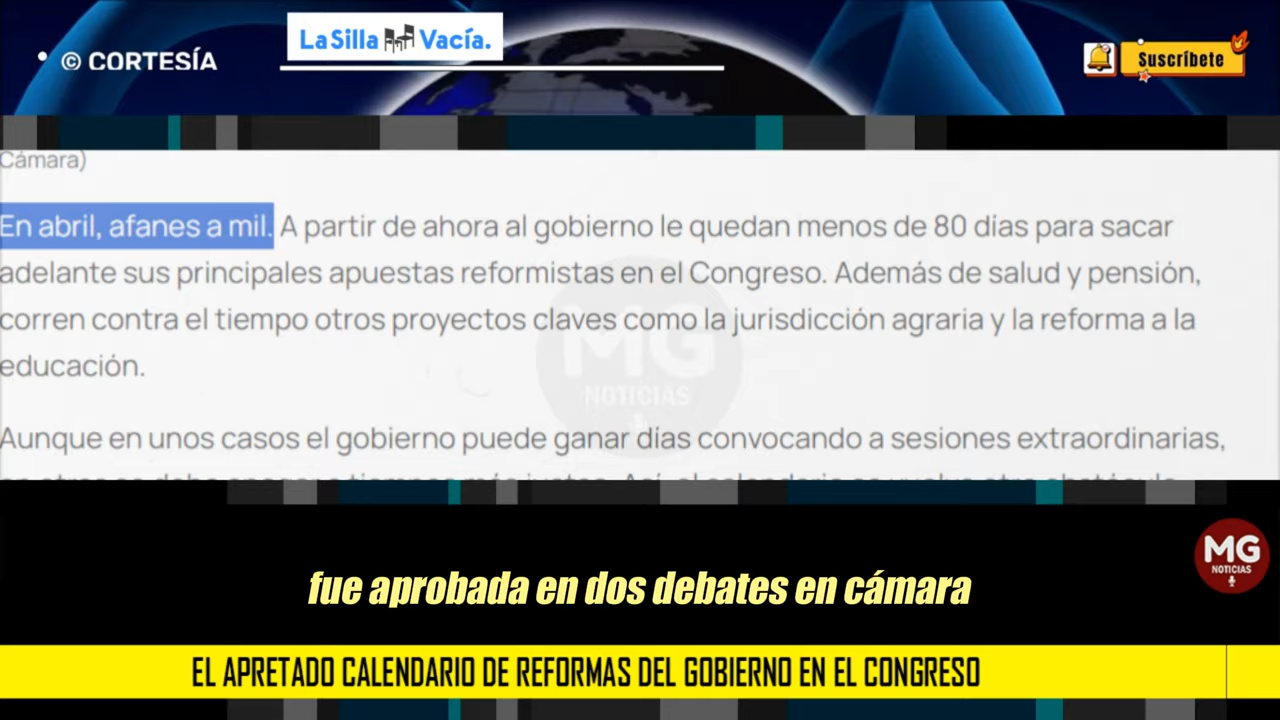 © CORTESÍA
La Silla Vacía.
Suscríbete
Cámara)
En abril, afanes a mil. A partir de ahora al gobierno le quedan menos de 80 días para sacar
adelante sus principales apuestas reformistas en el Congreso. Además de salud y pensión,
corren contra el tiempo otros proyectos claves como la jurisdicción agraria y la reforma a la
educación.
Aunque en unos casos el gobierno puede ganar días convocando a sesiones extraordinarias,
MG
NOTICIAS
fue aprobada en dos debates en cámara
MG
NOTICIAS
EL APRETADO CALENDARIO DE REFORMAS DEL GOBIERNO EN EL CONGRESO